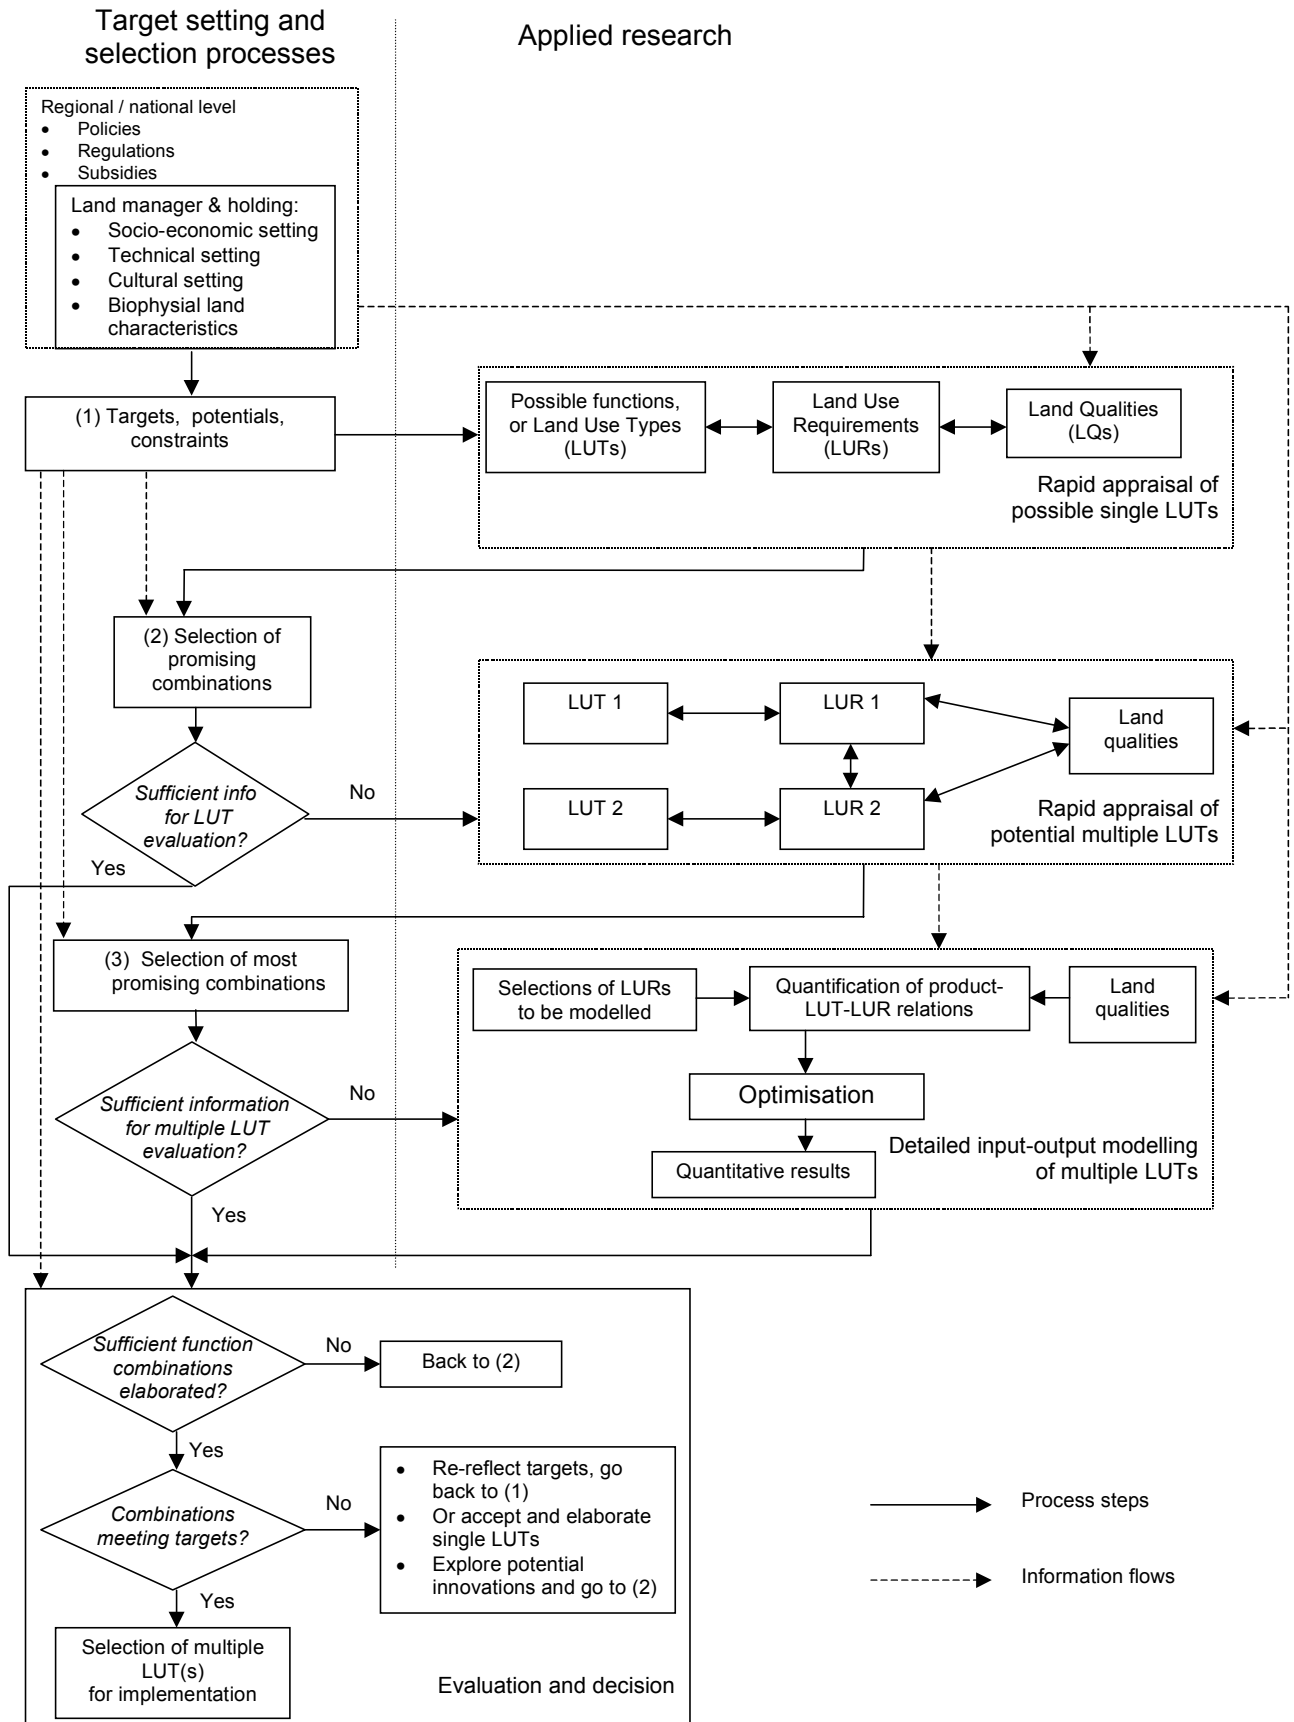 Target setting and
selection processes
Applied research
Regional / national level
• Policies
• Regulations
• Subsidies
Land manager & holding:
• Socio-economic setting
• Technical setting
• Cultural setting
• Biophysial land
characteristics
(1) Targets, potentials,
constraints
Possible functions,
or Land Use Types
(LUTs)
Land Use
Requirements
(LURs)
Land Qualities
(LQs)
Rapid appraisal of
possible single LUTs
(2) Selection of
promising
combinations
Sufficient info
for LUT
evaluation?
No
Yes
LUT 1
LUR 1
Land
qualities
LUT 2
LUR 2
Rapid appraisal of
potential multiple LUTs
(3) Selection of most
promising combinations
Sufficient information
for multiple LUT
evaluation?
No
Yes
Selections of LURs
to be modelled
Quantification of product-
LUT-LUR relations
Land
qualities
Optimisation
Quantitative results
Detailed input-output modelling
of multiple LUTs
Sufficient function
combinations
elaborated?
No
Back to (2)
Yes
Combinations
meeting targets?
No
• Re-reflect targets, go
back to (1)
• Or accept and elaborate
single LUTs
• Explore potential
innovations and go to (2)
Yes
Selection of multiple
LUT(s)
for implementation
Evaluation and decision
Process steps
Information flows